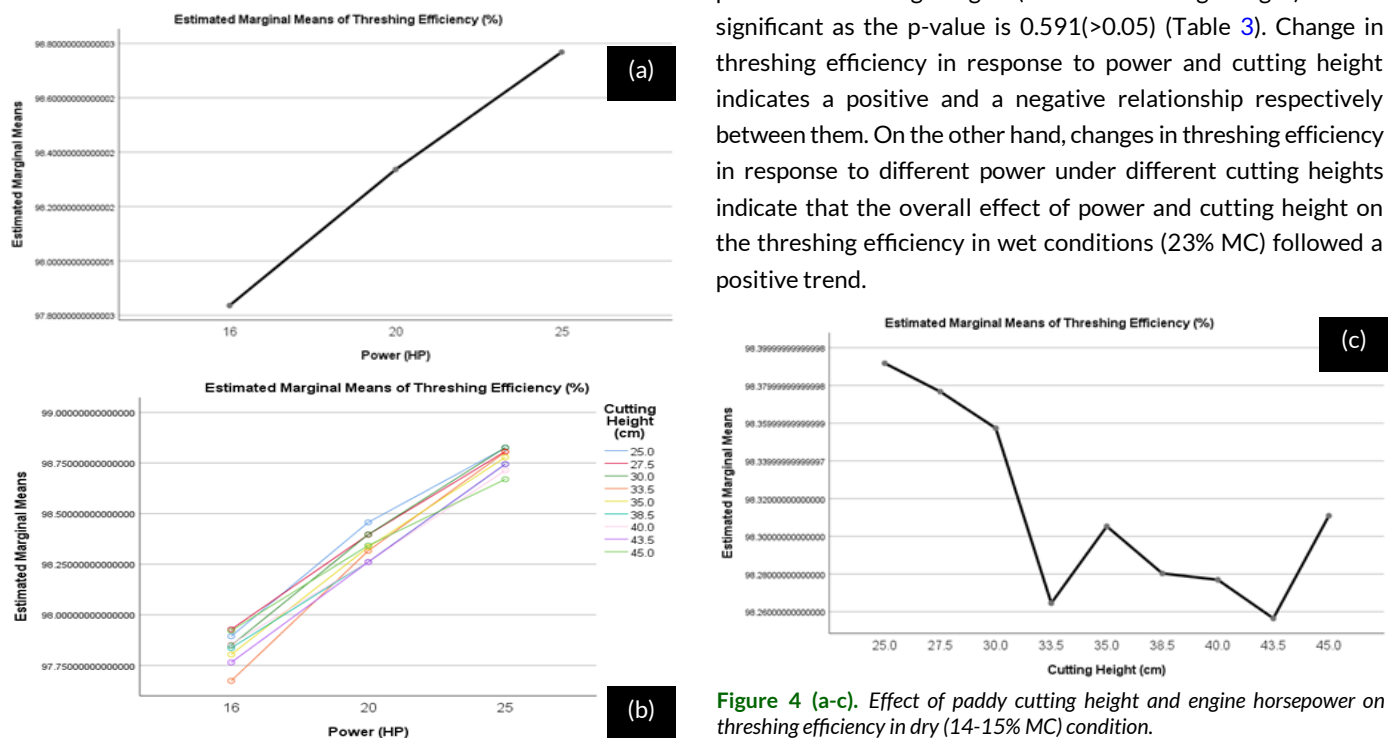 Estimated Marginal Means of Threshing Efficiency (%)
(a)
Estimated Marginal Means
98.80000000000003
98.60000000000002
98.40000000000002
98.20000000000002
98.00000000000001
97.80000000000003
16 20 25
Power (HP)
Estimated Marginal Means of Threshing Efficiency (%)
Estimated Marginal Means
99.00000000000000
98.75000000000000
98.50000000000000
98.25000000000000
98.00000000000000
97.75000000000000
16 20 25
Power (HP)
Cutting
Height
(cm)
25.0
27.5
30.0
33.5
35.0
38.5
40.0
43.5
45.0
(b)
significant as the p-value is 0.591(>0.05) (Table 3). Change in
threshing efficiency in response to power and cutting height
indicates a positive and a negative relationship respectively
between them. On the other hand, changes in threshing efficiency
in response to different power under different cutting heights
indicate that the overall effect of power and cutting height on
the threshing efficiency in wet conditions (23% MC) followed a
positive trend.
Estimated Marginal Means of Threshing Efficiency (%)
(c)
Estimated Marginal Means
98.39999999999998
98.37999999999998
98.35999999999999
98.33999999999997
98.32000000000000
98.30000000000000
98.28000000000000
98.26000000000000
25.0 27.5 30.0 33.5 35.0 38.5 40.0 43.5 45.0
Cutting Height (cm)
Figure 4 (a-c). Effect of paddy cutting height and engine horsepower on
threshing efficiency in dry (14-15% MC) condition.